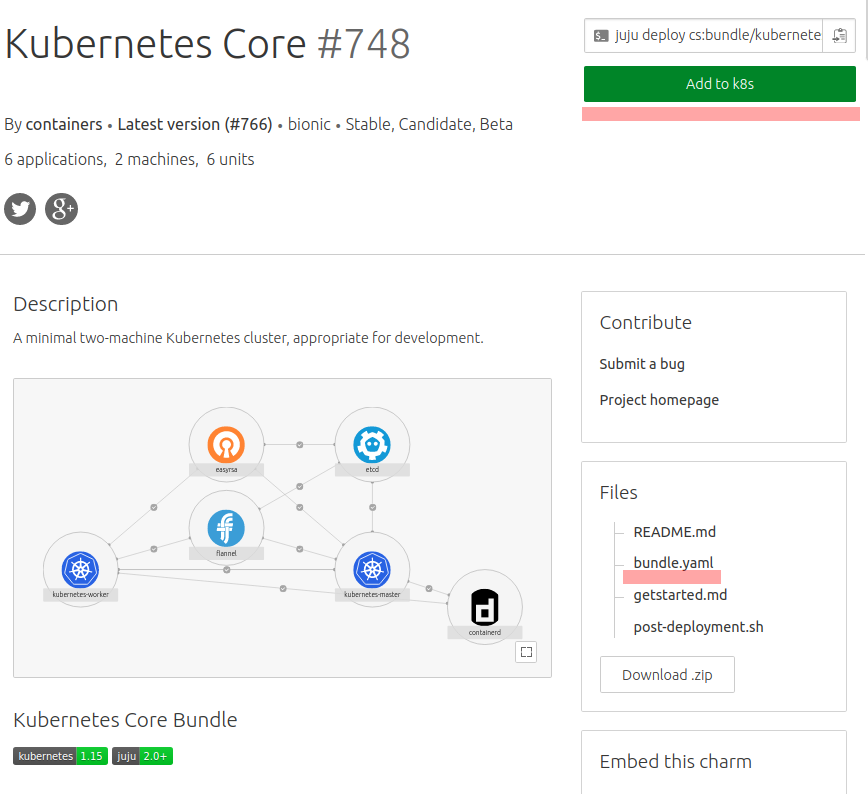 Kubernetes Core #748
juju deploy cs:bundle/kubernete
Add to k8s
By containers • Latest version (#766) • bionic • Stable, Candidate, Beta
6 applications, 2 machines, 6 units
g+
Description
A minimal two-machine Kubernetes cluster, appropriate for development.
easyrsa
etcd
flannel
kubernetes-worker
kubernetes-master
containerd
Kubernetes Core Bundle
kubernetes 1.15 juju 2.0+
Contribute
Submit a bug
Project homepage
Files
README.md
bundle.yaml
getstarted.md
post-deployment.sh
Download .zip
Embed this charm